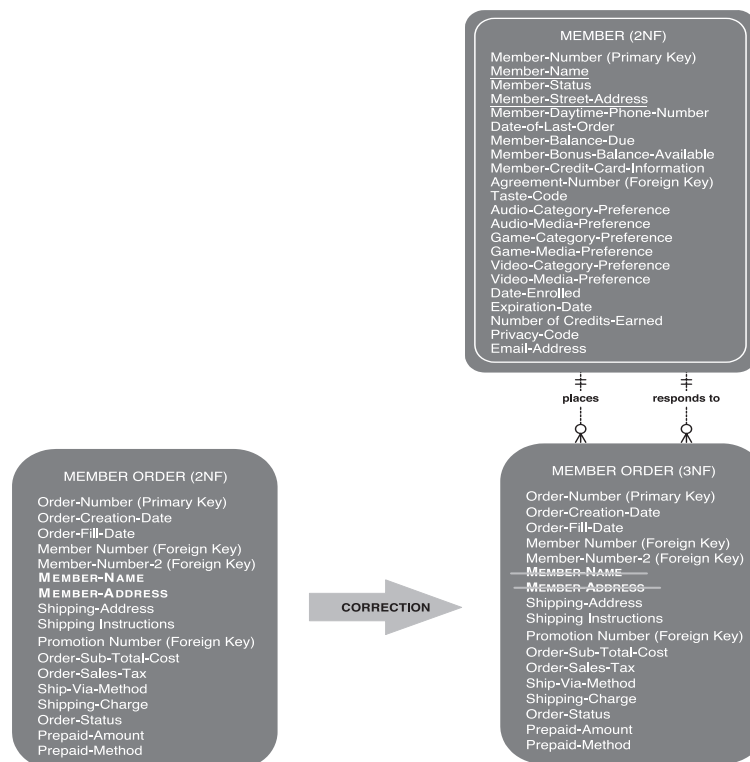 MEMBER (2NF)
Member-Number (Primary Key)
Member-Name
Member-Status
Member-Street-Address
Member-Daytime-Phone-Number
Date-of-Last-Order
Member-Balance-Due
Member-Bonus-Balance-Available
Member-Credit-Card-Information
Agreement-Number (Foreign Key)
Taste-Code
Audio-Category-Preference
Audio-Media-Preference
Game-Category-Preference
Game-Media-Preference
Video-Category-Preference
Video-Media-Preference
Date-Enrolled
Expiration-Date
Number of Credits-Earned
Privacy-Code
Email-Address
places
responds to
MEMBER ORDER (2NF)
Order-Number (Primary Key)
Order-Creation-Date
Order-Fill-Date
Member Number (Foreign Key)
Member-Number-2 (Foreign Key)
MEMBER-NAME
MEMBER-ADDRESS
Shipping-Address
Shipping Instructions
Promotion Number (Foreign Key)
Order-Sub-Total-Cost
Order-Sales-Tax
Ship-Via-Method
Shipping-Charge
Order-Status
Prepaid-Amount
Prepaid-Method
CORRECTION
MEMBER ORDER (3NF)
Order-Number (Primary Key)
Order-Creation-Date
Order-Fill-Date
Member Number (Foreign Key)
Member-Number-2 (Foreign Key)
MEMBER-NAME
MEMBER ADDRESS
Shipping-Address
Shipping Instructions
Promotion Number (Foreign Key)
Order-Sub-Total-Cost
Order-Sales-Tax
Ship-Via-Method
Shipping-Charge
Order-Status
Prepaid-Amount
Prepaid-Method